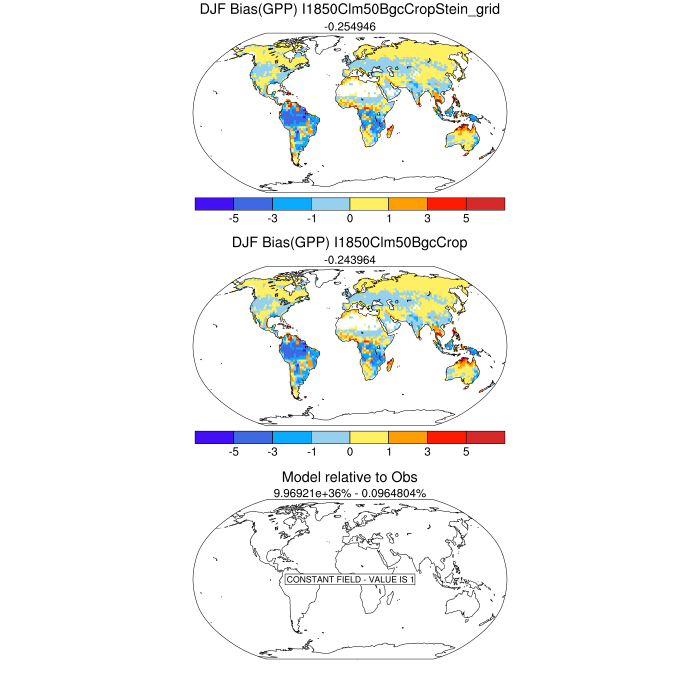 DJF Bias(GPP) I1850Clm50BgcCropStein_grid
-0.254946
-5 -3 -1 0 1 3 5
DJF Bias(GPP) I1850Clm50BgcCrop
-0.243964
-5 -3 -1 0 1 3 5
Model relative to Obs
9.96921e+36% - 0.0964804%
CONSTANT FIELD - VALUE IS 1